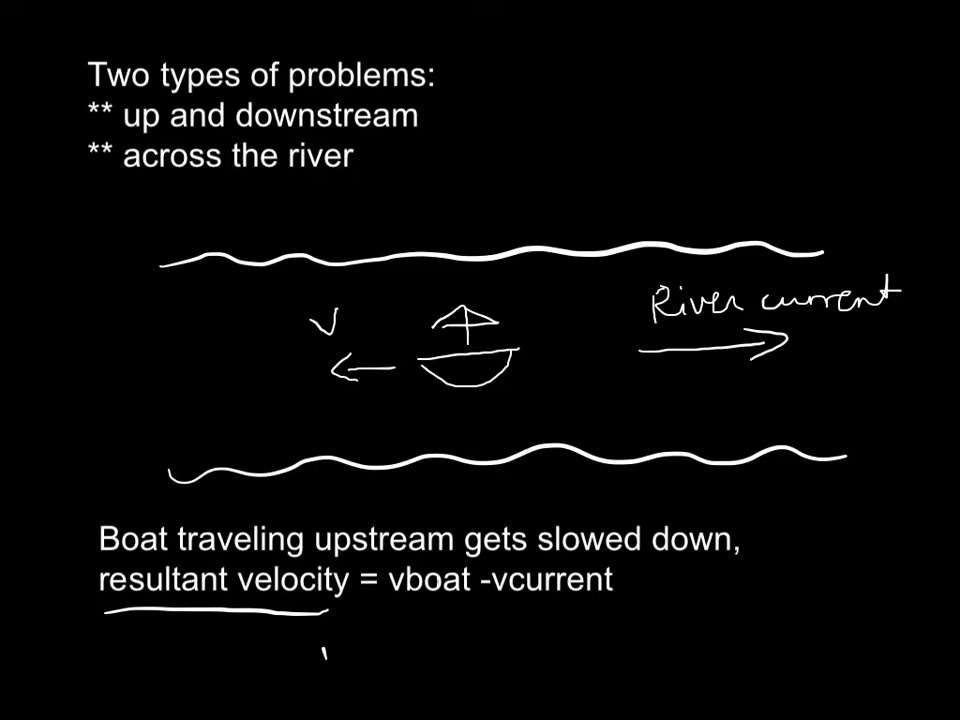 Two types of problems:
** up and downstream
** across the river
River current
V
Boat traveling upstream gets slowed down,
resultant velocity = vboat -vcurrent